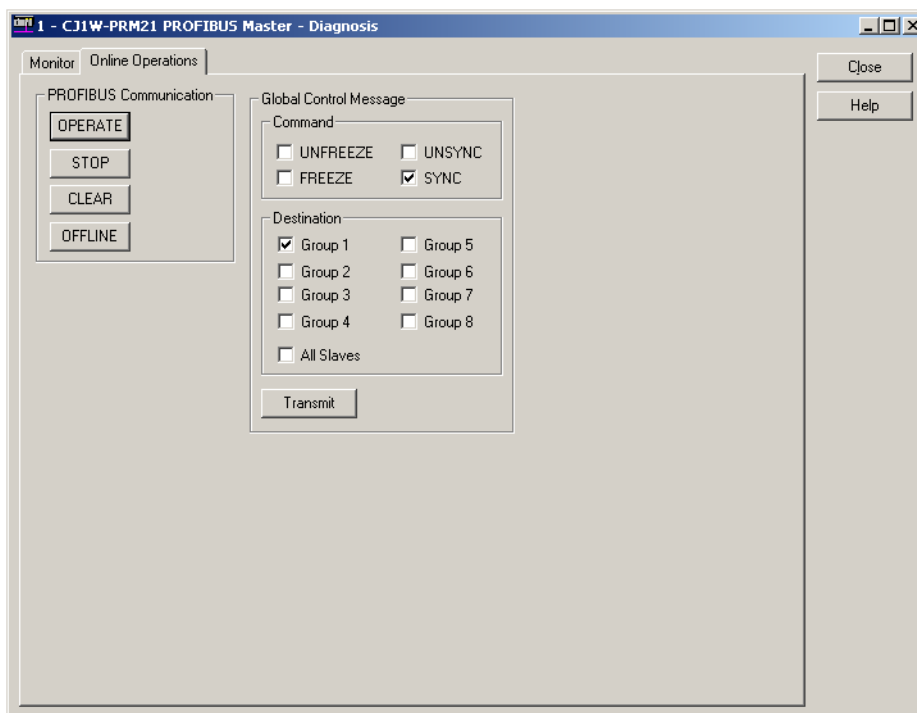 1 - CJ1W-PRM21 PROFIBUS Master - Diagnosis
Monitor
Online Operations
Close
Help
PROFIBUS Communication
OPERATE
STOP
CLEAR
OFFLINE
Global Control Message
Command
UNFREEZE
UNSYNC
FREEZE
SYNC
Destination
Group 1
Group 5
Group 2
Group 6
Group 3
Group 7
Group 4
Group 8
All Slaves
Transmit